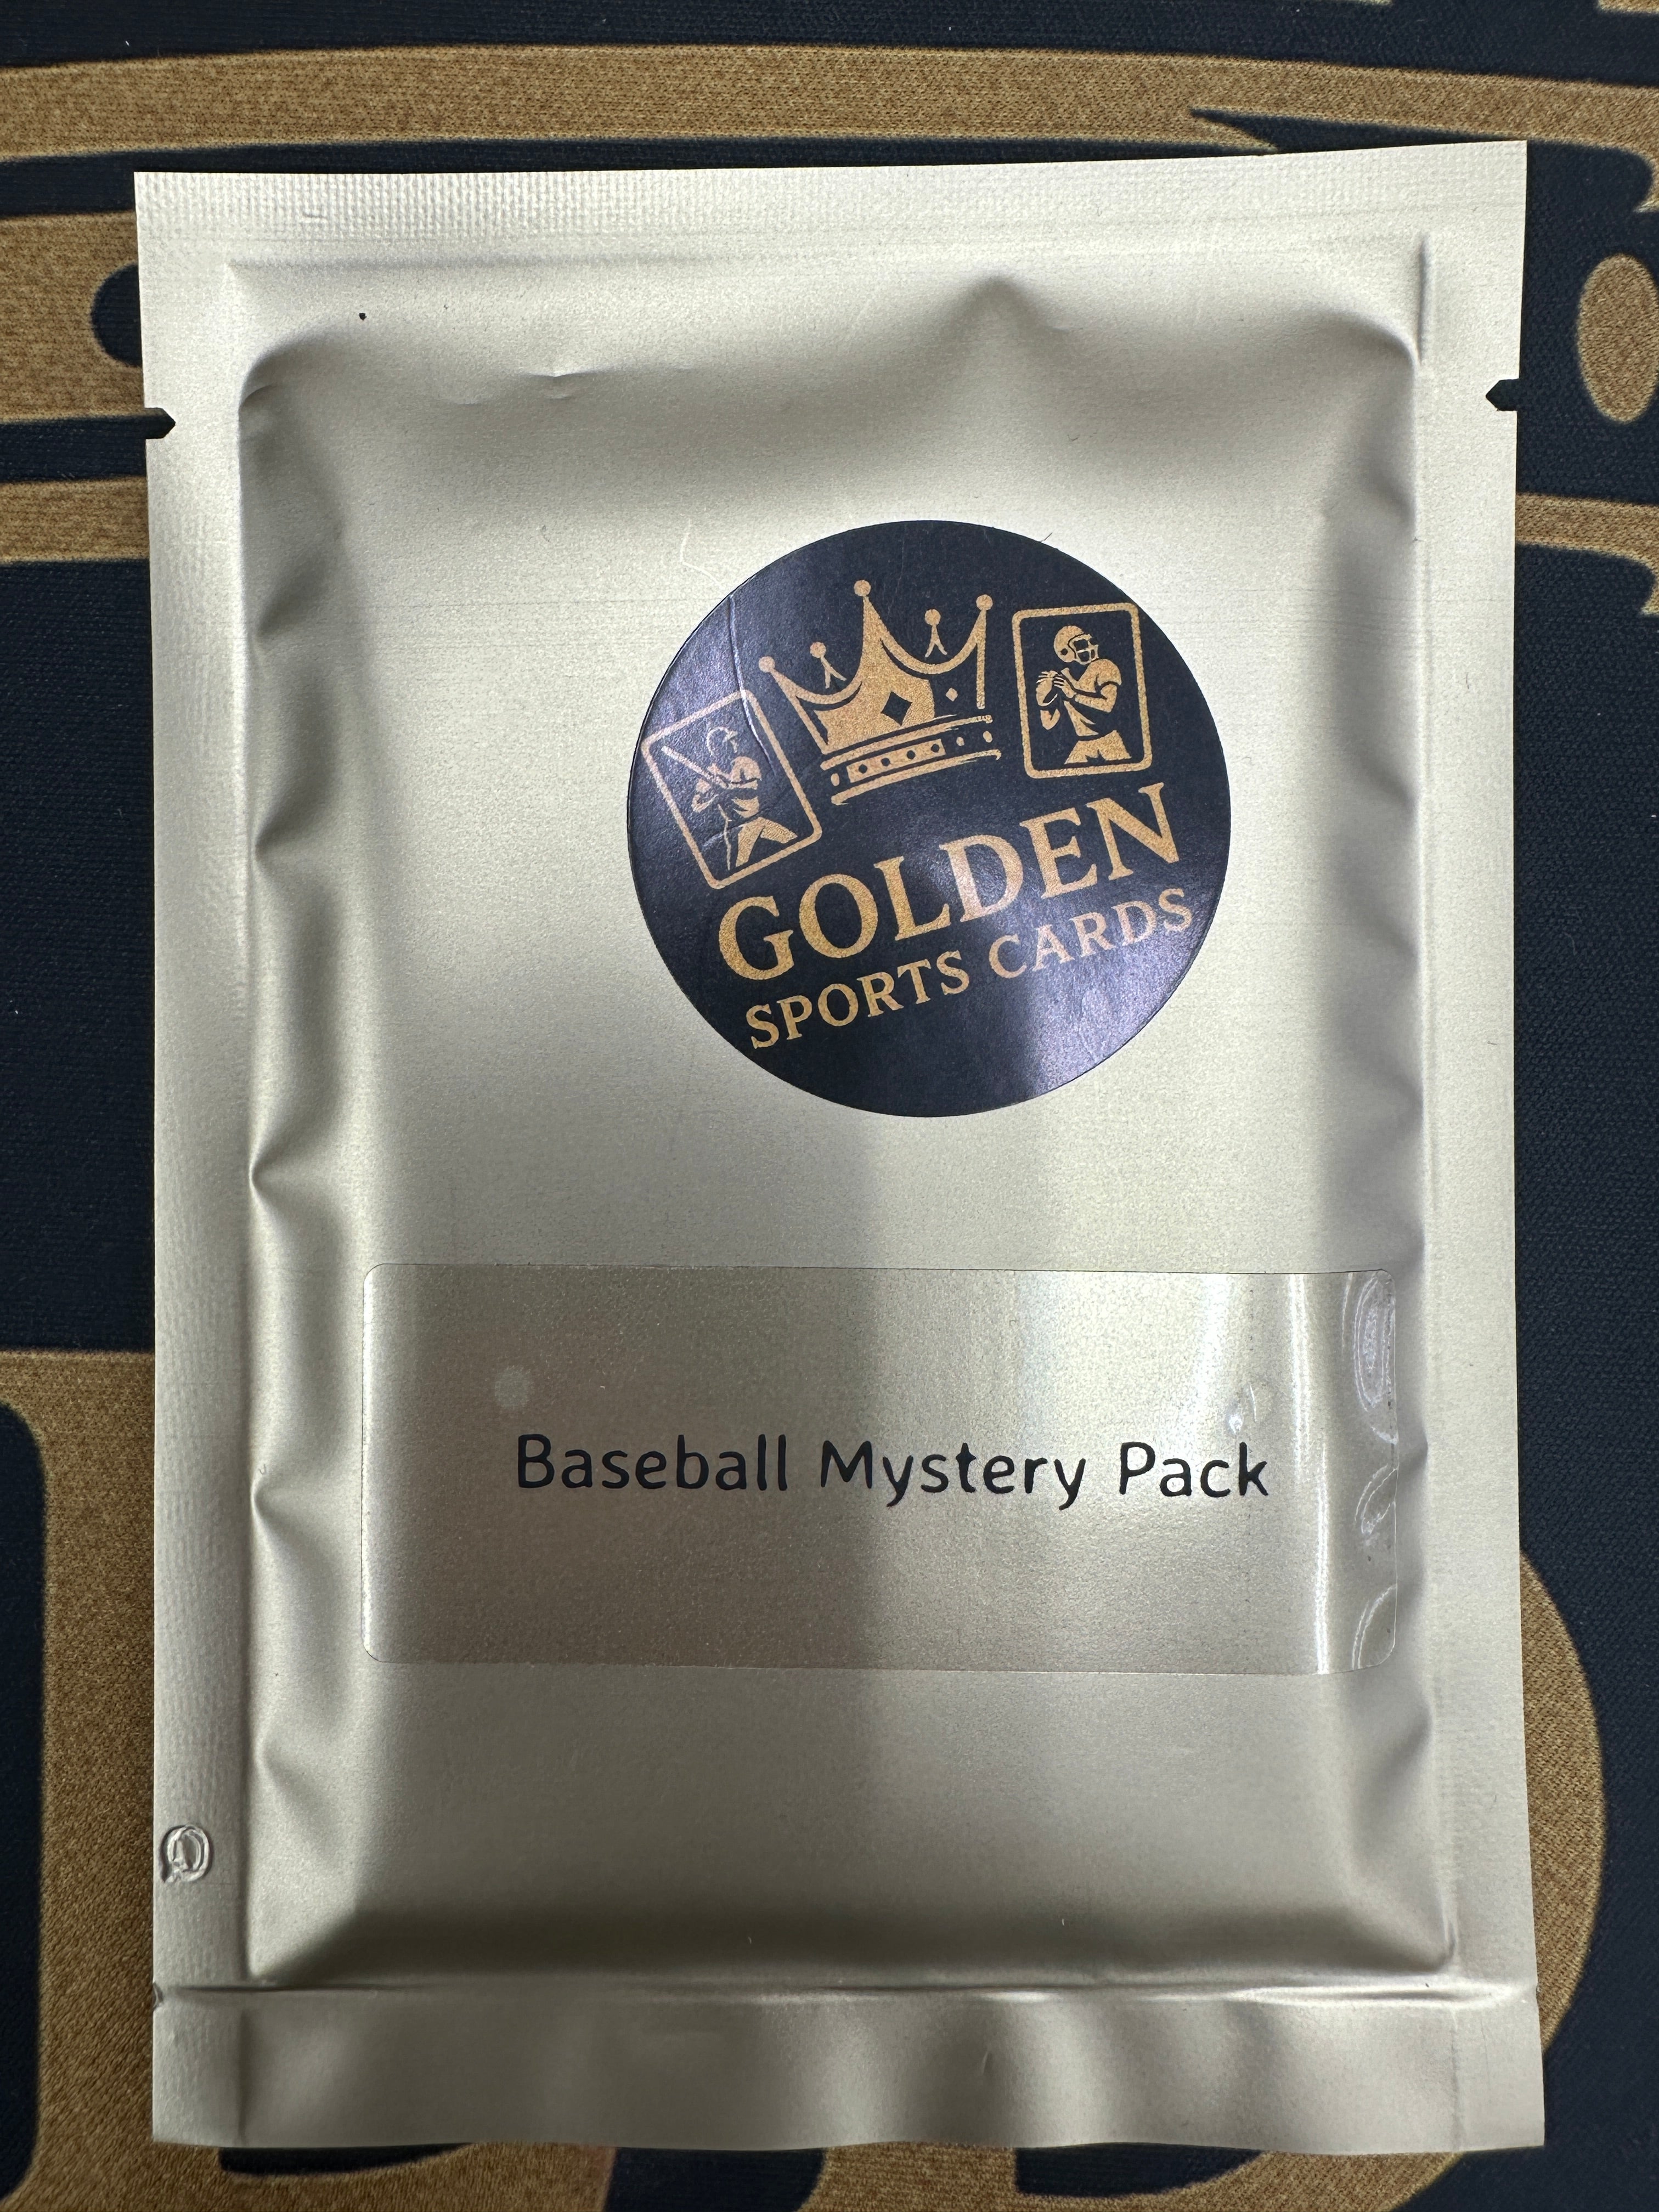 GOLDEN
SPORTS CARDS
Baseball Mystery Pack